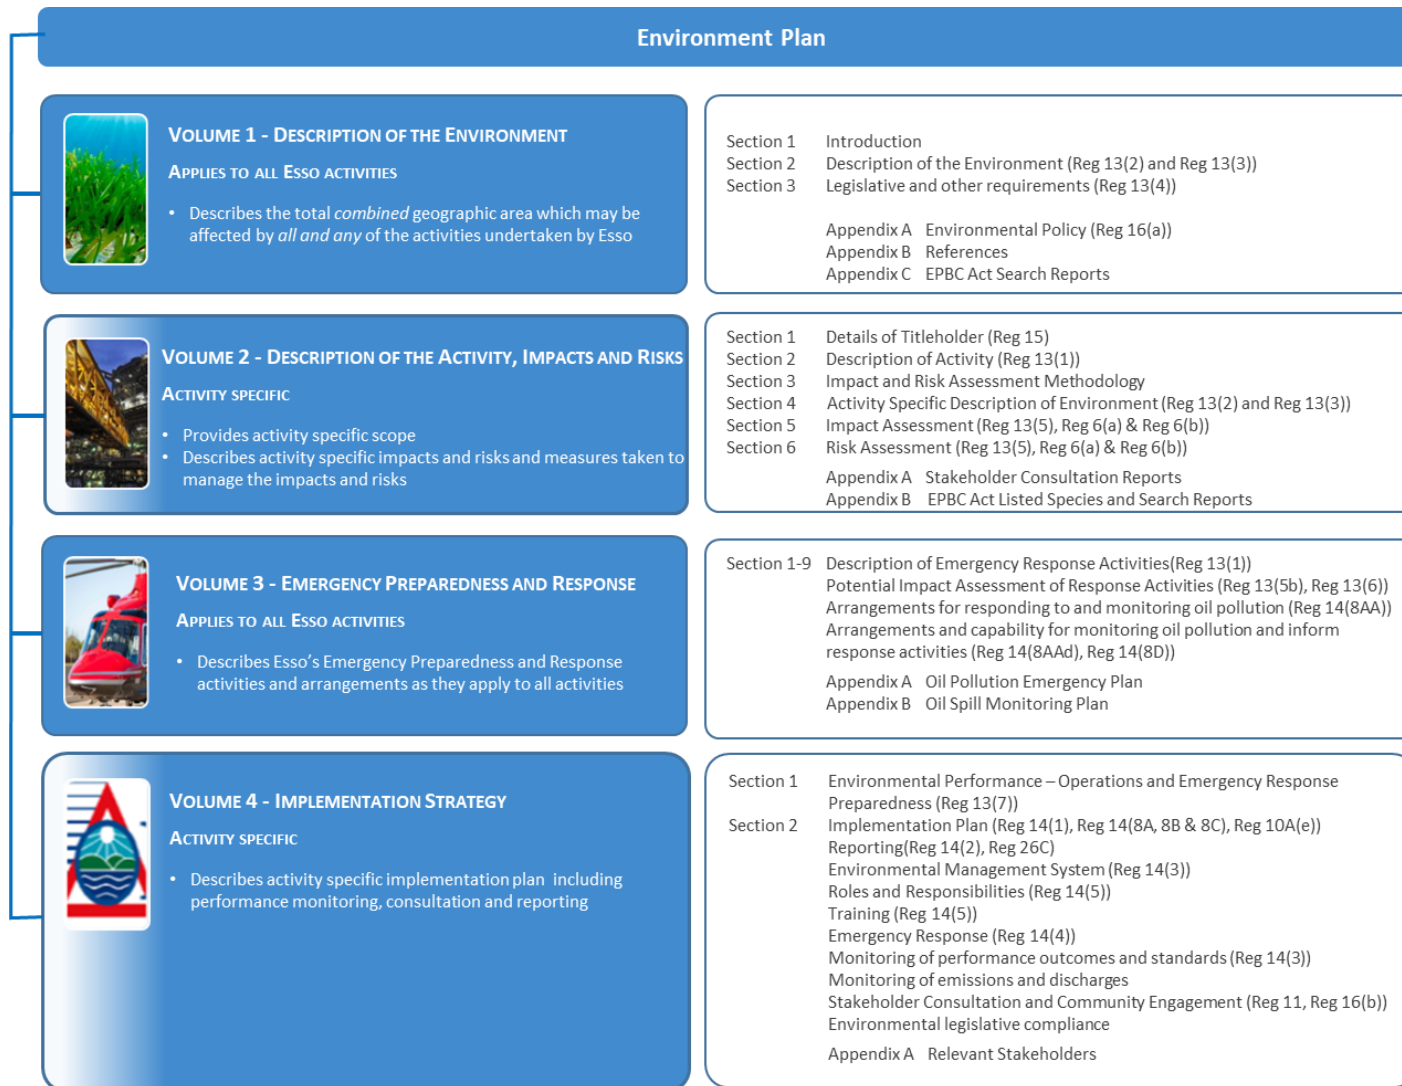 Environment Plan
VOLUME 1 - DESCRIPTION OF THE ENVIRONMENT
APPLIES TO ALL ESSO ACTIVITIES
• Describes the total combined geographic area which may be
affected by all and any of the activities undertaken by Esso
Section 1 Introduction
Section 2 Description of the Environment (Reg 13(2) and Reg 13(3))
Section 3 Legislative and other requirements (Reg 13(4))
Appendix A Environmental Policy (Reg 16(a))
Appendix B References
Appendix C EPBC Act Search Reports
VOLUME 2 - DESCRIPTION OF THE ACTIVITY, IMPACTS AND RISKS
ACTIVITY SPECIFIC
• Provides activity specific scope
• Describes activity specific impacts and risks and measures taken to
manage the impacts and risks
Section 1 Details of Titleholder (Reg 15)
Section 2 Description of Activity (Reg 13(1))
Section 3 Impact and Risk Assessment Methodology
Section 4 Activity Specific Description of Environment (Reg 13(2) and Reg 13(3))
Section 5 Impact Assessment (Reg 13(5), Reg 6(a) & Reg 6(b))
Section 6 Risk Assessment (Reg 13(5), Reg 6(a) & Reg 6(b))
Appendix A Stakeholder Consultation Reports
Appendix B EPBC Act Listed Species and Search Reports
VOLUME 3 - EMERGENCY PREPAREDNESS AND RESPONSE
APPLIES TO ALL ESSO ACTIVITIES
• Describes Esso's Emergency Preparedness and Response
activities and arrangements as they apply to all activities
Section 1-9 Description of Emergency Response Activities(Reg 13(1))
Potential Impact Assessment of Response Activities (Reg 13(5b), Reg 13(6))
Arrangements for responding to and monitoring oil pollution (Reg 14(8AA))
Arrangements and capability for monitoring oil pollution and inform
response activities (Reg 14(8AAd), Reg 14(8D))
Appendix A Oil Pollution Emergency Plan
Appendix B Oil Spill Monitoring Plan
VOLUME 4 - IMPLEMENTATION STRATEGY
ACTIVITY SPECIFIC
• Describes activity specific implementation plan including
performance monitoring, consultation and reporting
Section 1 Environmental Performance – Operations and Emergency Response
Preparedness (Reg 13(7))
Section 2 Implementation Plan (Reg 14(1), Reg 14(8A, 8B & 8C), Reg 10A(e))
Reporting(Reg 14(2), Reg 26C)
Environmental Management System (Reg 14(3))
Roles and Responsibilities (Reg 14(5))
Training (Reg 14(5))
Emergency Response (Reg 14(4))
Monitoring of performance outcomes and standards (Reg 14(3))
Monitoring of emissions and discharges
Stakeholder Consultation and Community Engagement (Reg 11, Reg 16(b))
Environmental legislative compliance
Appendix A Relevant Stakeholders